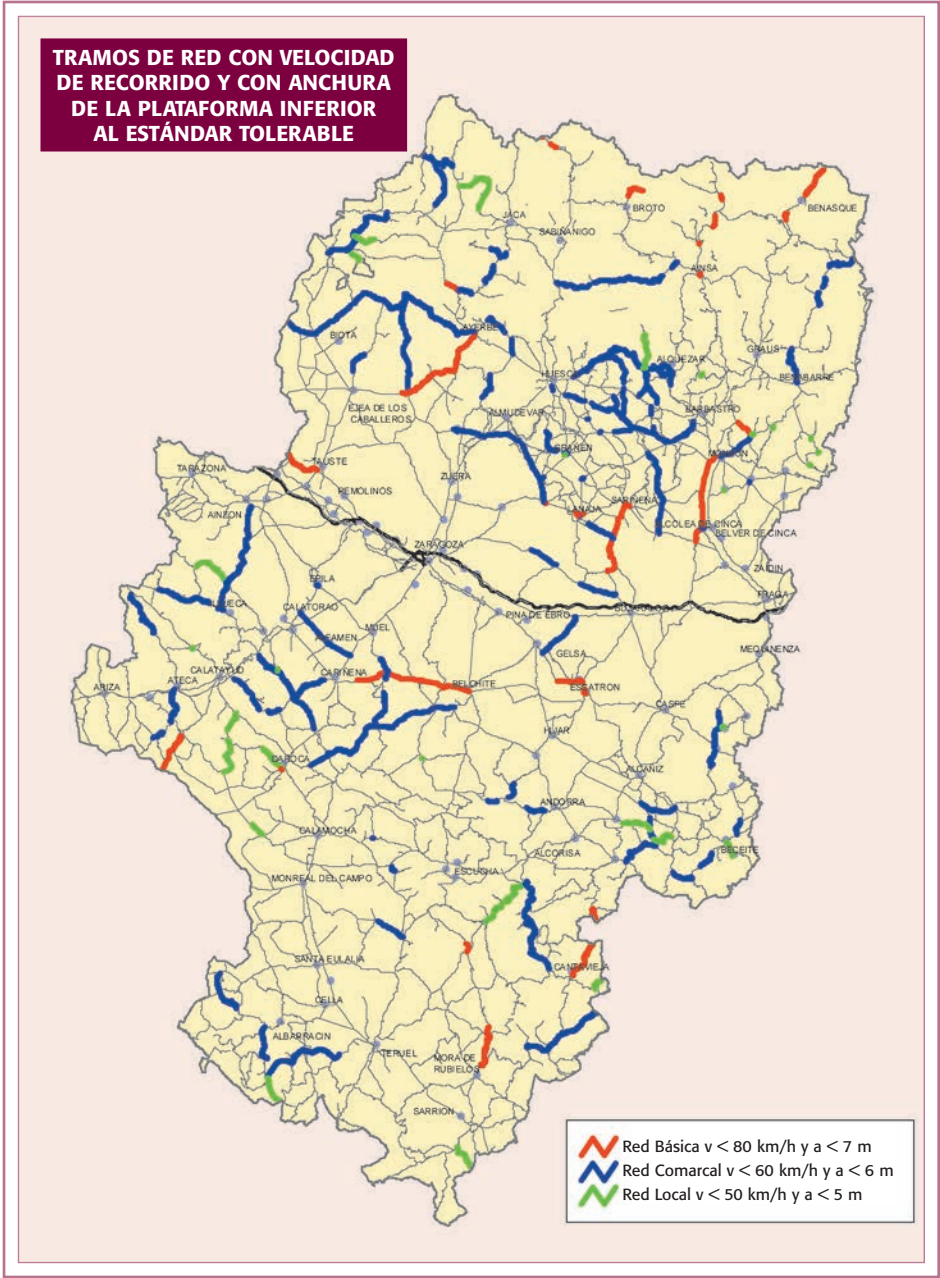 TRAMOS DE RED CON VELOCIDAD
DE RECORRIDO Y CON ANCHURA
DE LA PLATAFORMA INFERIOR
AL ESTÁNDAR TOLERABLE
BENASQUE
BROTO
JACA
SABIÑANIGO
AINSA
AYERBE
BIOTA
GRAUS
ALQUEZAR
HUESCA
BENABARRE
EJEA DE LOS
CABALLEROS
ALMUDEVAR
BARBASTRO
GRAÑEN
MONZON
TARAZONA
TAUSTE
ZUERA
REMOLINOS
SARIÑENA
LANAJA
AINZON
ALCOLEA DE CINCA
BELVER DE CINCA
ZARAGOZA
ZAIDIN
EPILA
FRAGA
CALATORAO
PINA DE EBRO
MUEL
ALFAMEN
GELSA
MEQUINENZA
CALATAYUD
CARIÑENA
ATECA
ARIZA
BELCHITE
ESCATRON
CASPE
HIJAR
DAROCA
ALCAÑIZ
ANDORRA
CALAMOCHA
BECEITE
ALCORISA
ESCUCHA
MONREAL DEL CAMPO
SANTA EULALIA
CANTAVIEJA
CELLA
ALBARRACIN
TERUEL
MORA DE
RUBIELOS
SARRION
Red Básica v < 80 km/h y a < 7 m
Red Comarcal v < 60 km/h y a < 6 m
Red Local v < 50 km/h y a < 5 m